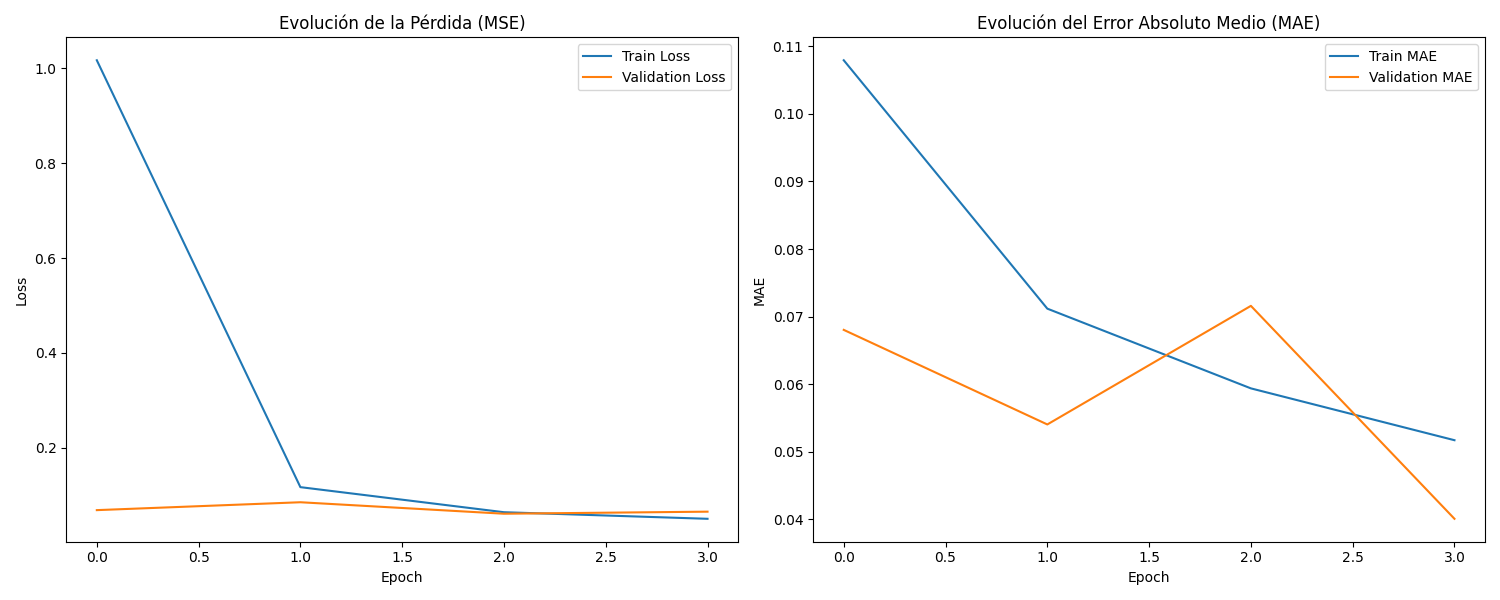 Evolución de la Pérdida (MSE)
Train Loss
Validation Loss
1.0
0.8
0.6
0.4
0.2
Loss
0.0 0.5 1.0 1.5 2.0 2.5 3.0
Epoch
Evolución del Error Absoluto Medio (MAE)
Train MAE
Validation MAE
0.11
0.10
0.09
0.08
0.07
0.06
0.05
0.04
MAE
0.0 0.5 1.0 1.5 2.0 2.5 3.0
Epoch